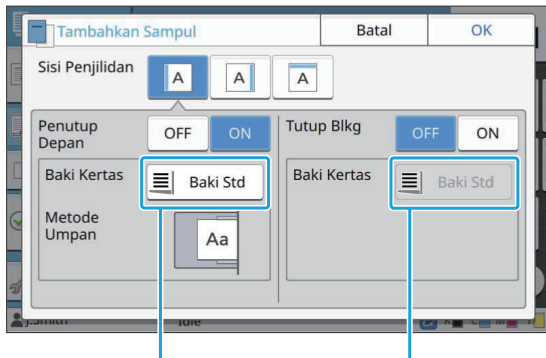 Tambahkan Sampul
Batal
OK
Sisi Penjilidan
A
A
A
Penutup
Depan
OFF
ON
Tutup Blkg
OFF
ON
Baki Kertas
Baki Std
Baki Kertas
Baki Std
Metode
Umpan
Aa
J.Smith
Idle
K
C
M
Y